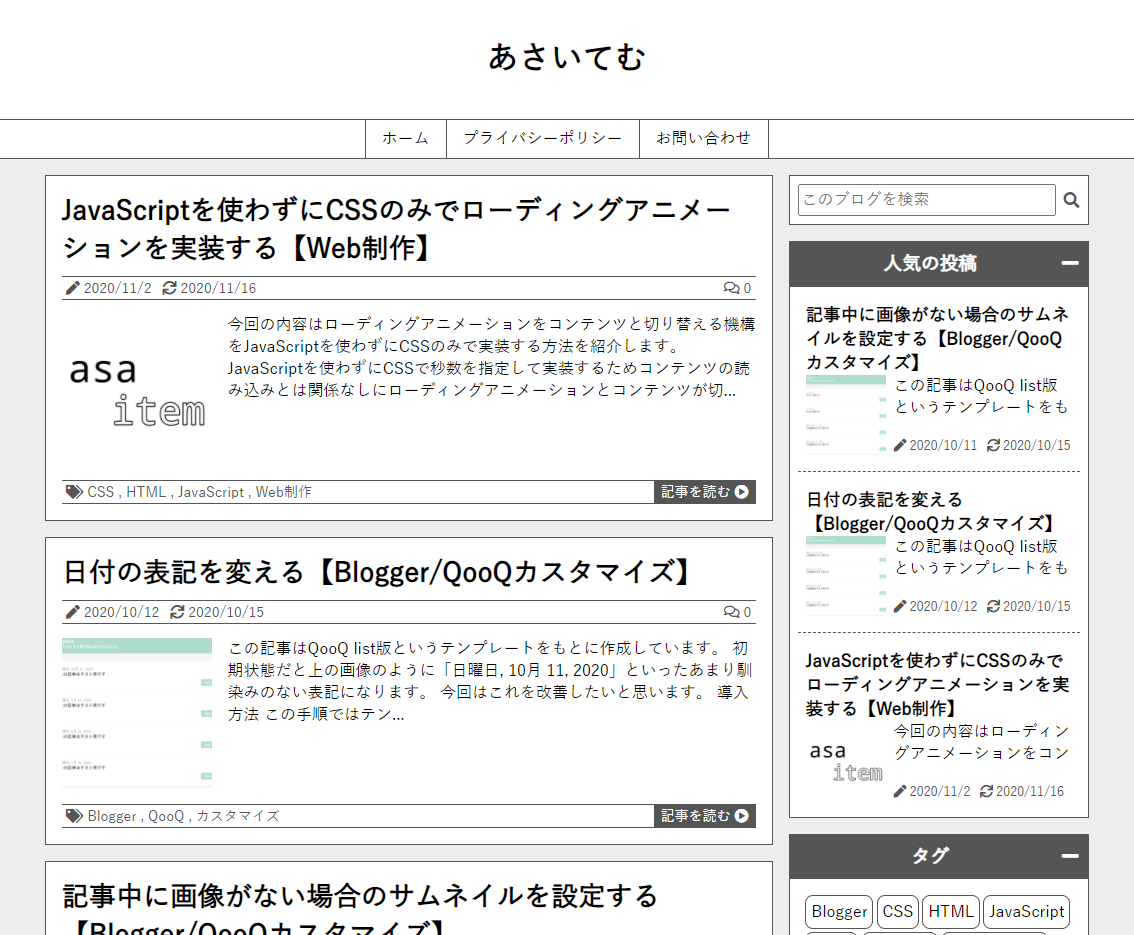 あさいてむ
ホーム
プライバシーポリシー
お問い合わせ
JavaScriptを使わずにCSSのみでローディングアニメー
ションを実装する【Web制作】
2020/11/2 2020/11/16 0
asa
item
今回の内容はローディングアニメーションをコンテンツと切り替える機構
をJavaScriptを使わずにCSSのみで実装する方法を紹介します。
JavaScriptを使わずにCSSで秒数を指定して実装するためコンテンツの読
み込みとは関係なしにローディングアニメーションとコンテンツが切...
CSS , HTML , JavaScript , Web制作
記事を読む
日付の表記を変える【Blogger/QooQカスタマイズ】
2020/10/12 2020/10/15 0
この記事はQooQ list版というテンプレートをもとに作成しています。 初
期状態だと上の画像のように「日曜日, 10月 11, 2020」といったあまり馴
染みのない表記になります。 今回はこれを改善したいと思います。 導入
方法 この手順ではテン...
Blogger , QooQ , カスタマイズ
記事を読む
記事中に画像がない場合のサムネイルを設定する
【Blogger/QooQカスタマイズ】
このブログを検索
人気の投稿
記事中に画像がない場合のサムネ
イルを設定する【Blogger/QooQ
カスタマイズ】
この記事はQooQ list版
というテンプレートをも
2020/10/11 2020/10/15
日付の表記を変える
【Blogger/QooQカスタマイズ】
この記事はQooQ list版
というテンプレートをも
2020/10/12 2020/10/15
JavaScriptを使わずにCSSのみで
ローディングアニメーションを実
装する【Web制作】
asa
item
今回の内容はローディン
グアニメーションをコン
2020/11/2 2020/11/16
タグ
Blogger CSS HTML JavaScript